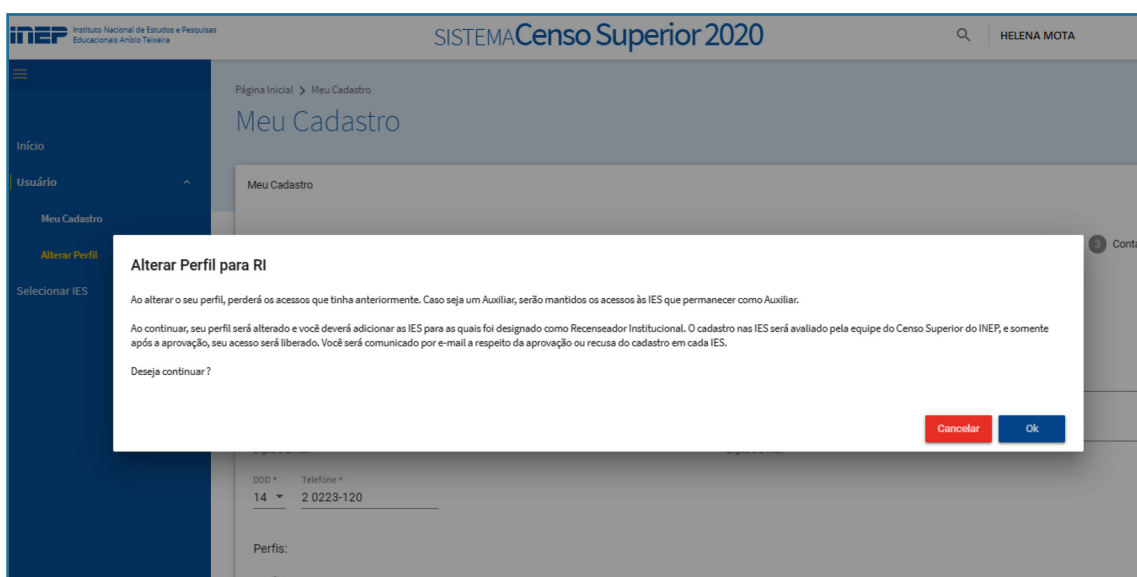 inep Instituto Nacional de Estudos e Pesquisas
Educacionais Anísio Teixeira
SISTEMA Censo Superior 2020
HELENA MOTA
Página Inicial > Meu Cadastro
Meu Cadastro
Início
Usuário
Meu Cadastro
Meu Cadastro
Alterar Perfil
3 Conta
Selecionar IES
Alterar Perfil para RI
Ao alterar o seu perfil, perderá os acessos que tinha anteriormente. Caso seja um Auxiliar, serão mantidos os acessos às IES que permanecer como Auxiliar.
Ao continuar, seu perfil será alterado e você deverá adicionar as IES para as quais foi designado como Recenseador Institucional. O cadastro nas IES será avaliado pela equipe do Censo Superior do INEP, e somente
após a aprovação, seu acesso será liberado. Você será comunicado por e-mail a respeito da aprovação ou recusa do cadastro em cada IES.
Deseja continuar ?
Cancelar
Ok
DDD * Telefone *
14 2 0223-120
Perfis: